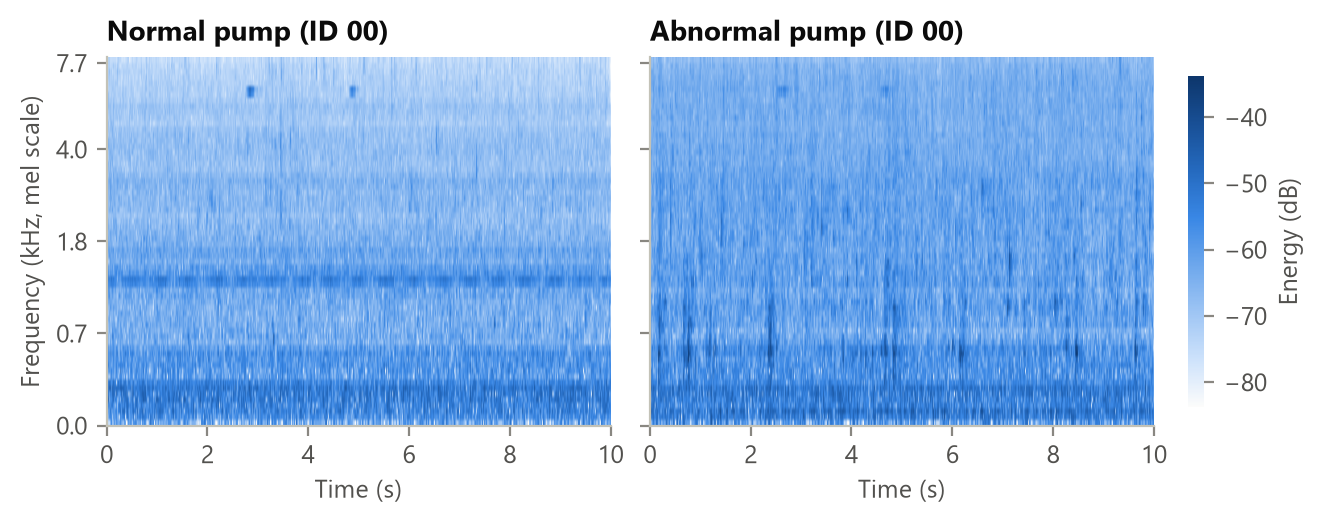 Normal pump (ID 00)
Abnormal pump (ID 00)
Frequency (kHz, mel scale)
7.7
4.0
1.8
0.7
0.0
0 2 4 6 8 10
Time (s)
0 2 4 6 8 10
Time (s)
−40
−50
−60
−70
−80
Energy (dB)